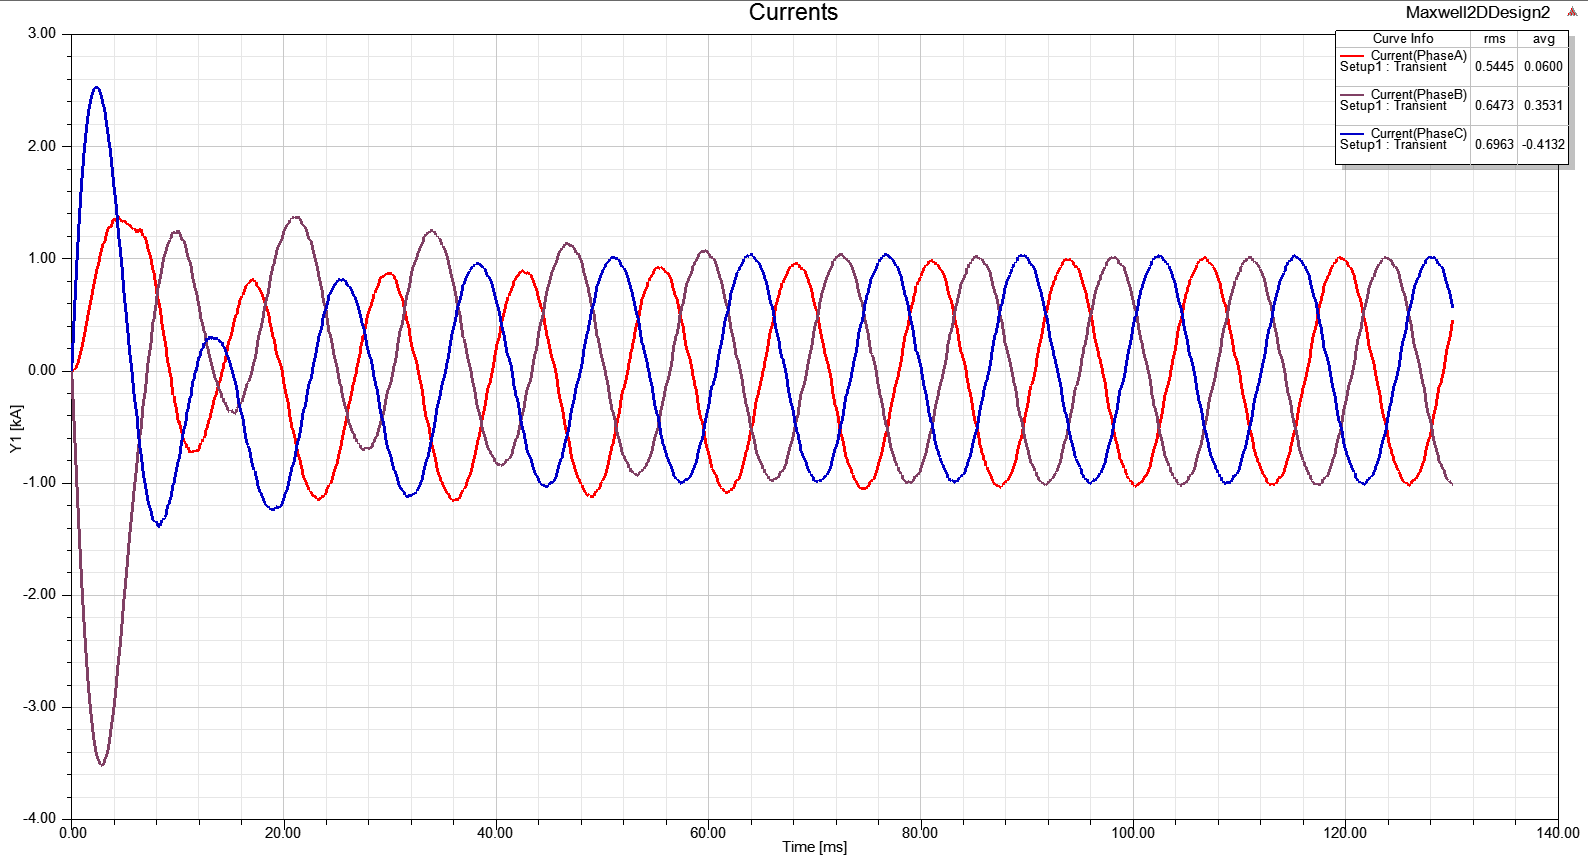 Currents
Maxwell2DDesign2
Curve Info rms avg
Current(PhaseA)
Setup1 : Transient 0.5445 0.0600
Current(PhaseB)
Setup1 : Transient 0.6473 0.3531
Current(PhaseC)
Setup1 : Transient 0.6963 -0.4132
3.00
2.00
1.00
0.00
-1.00
-2.00
-3.00
-4.00
Y1 [kA]
0.00 20.00 40.00 60.00 80.00 100.00 120.00 140.00
Time [ms]